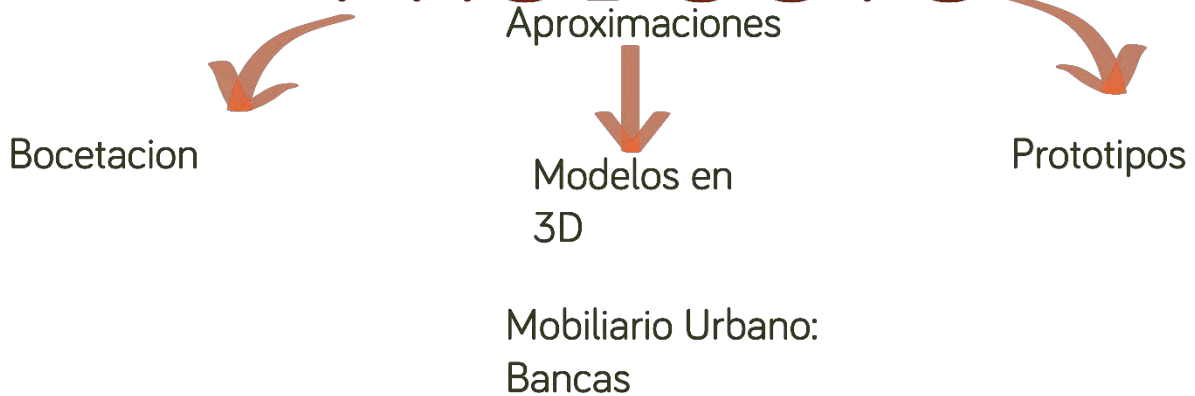 Aproximaciones
Bocetacion
Prototipos
Modelos en
3D
Mobiliario Urbano:
Bancas